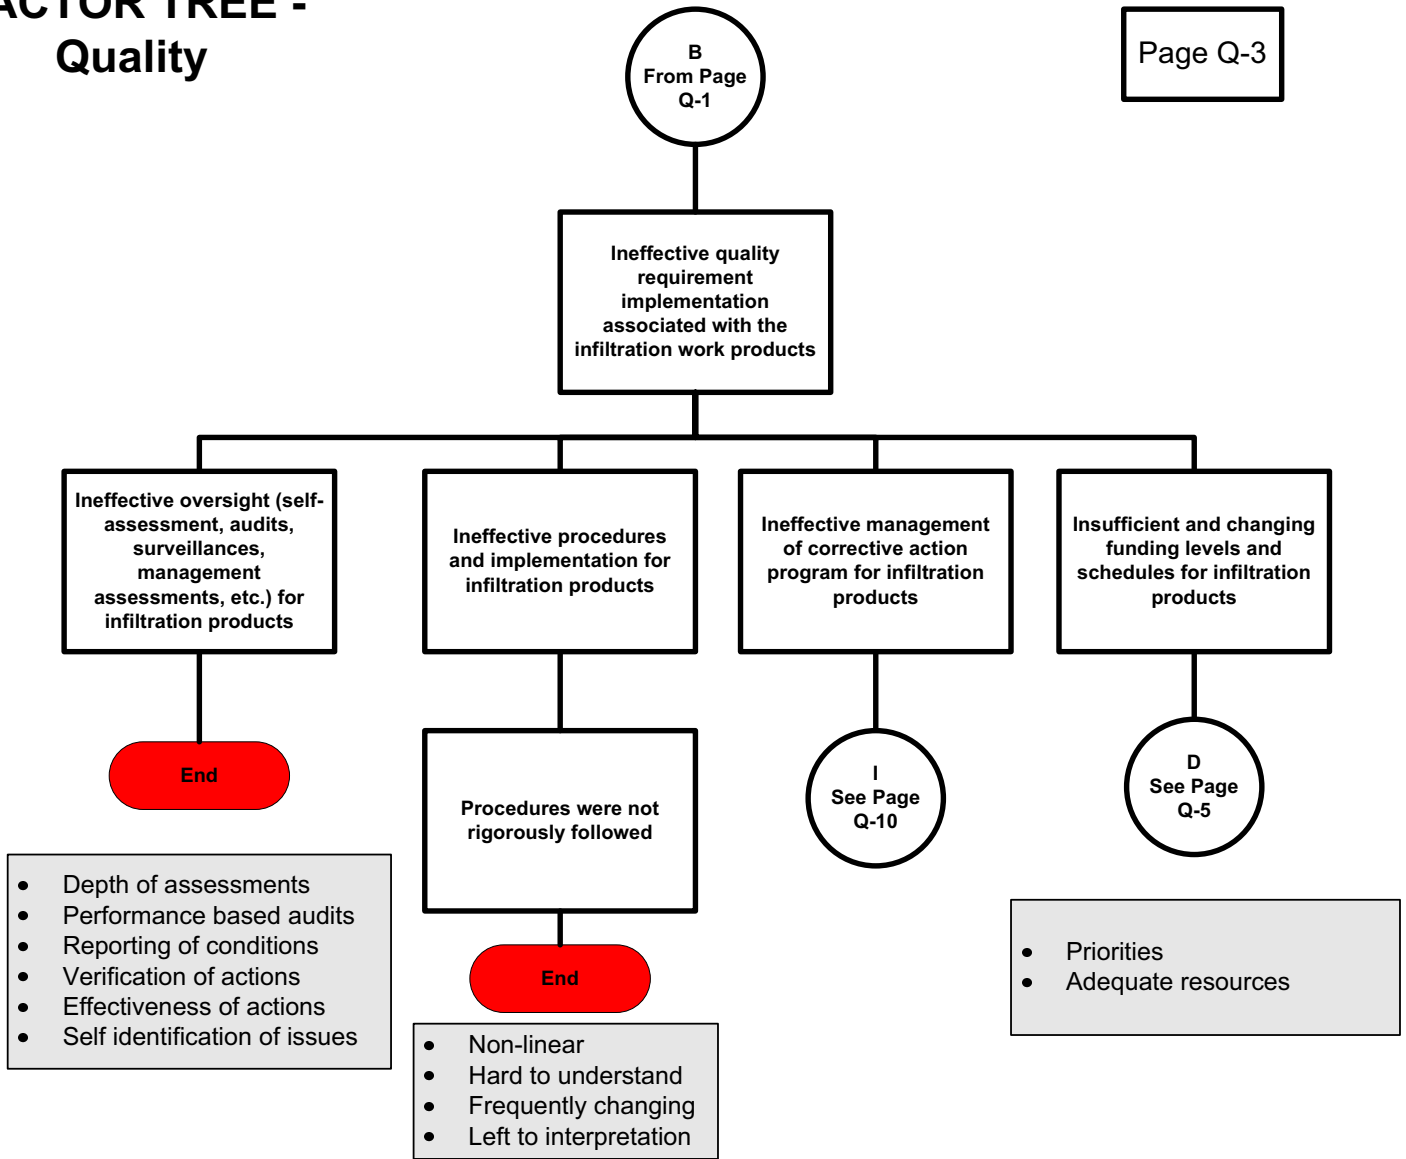 ACTOR TREE -
Quality
B
From Page
Q-1
Page Q-3
Ineffective quality
requirement
implementation
associated with the
infiltration work products
Ineffective oversight (self-
assessment, audits,
surveillances,
management
assessments, etc.) for
infiltration products
Ineffective procedures
and implementation for
infiltration products
Ineffective management
of corrective action
program for infiltration
products
Insufficient and changing
funding levels and
schedules for infiltration
products
End
Procedures were not
rigorously followed
I
See Page
Q-10
D
See Page
Q-5
• Depth of assessments
• Performance based audits
• Reporting of conditions
• Verification of actions
• Effectiveness of actions
• Self identification of issues
End
• Non-linear
• Hard to understand
• Frequently changing
• Left to interpretation
• Priorities
• Adequate resources